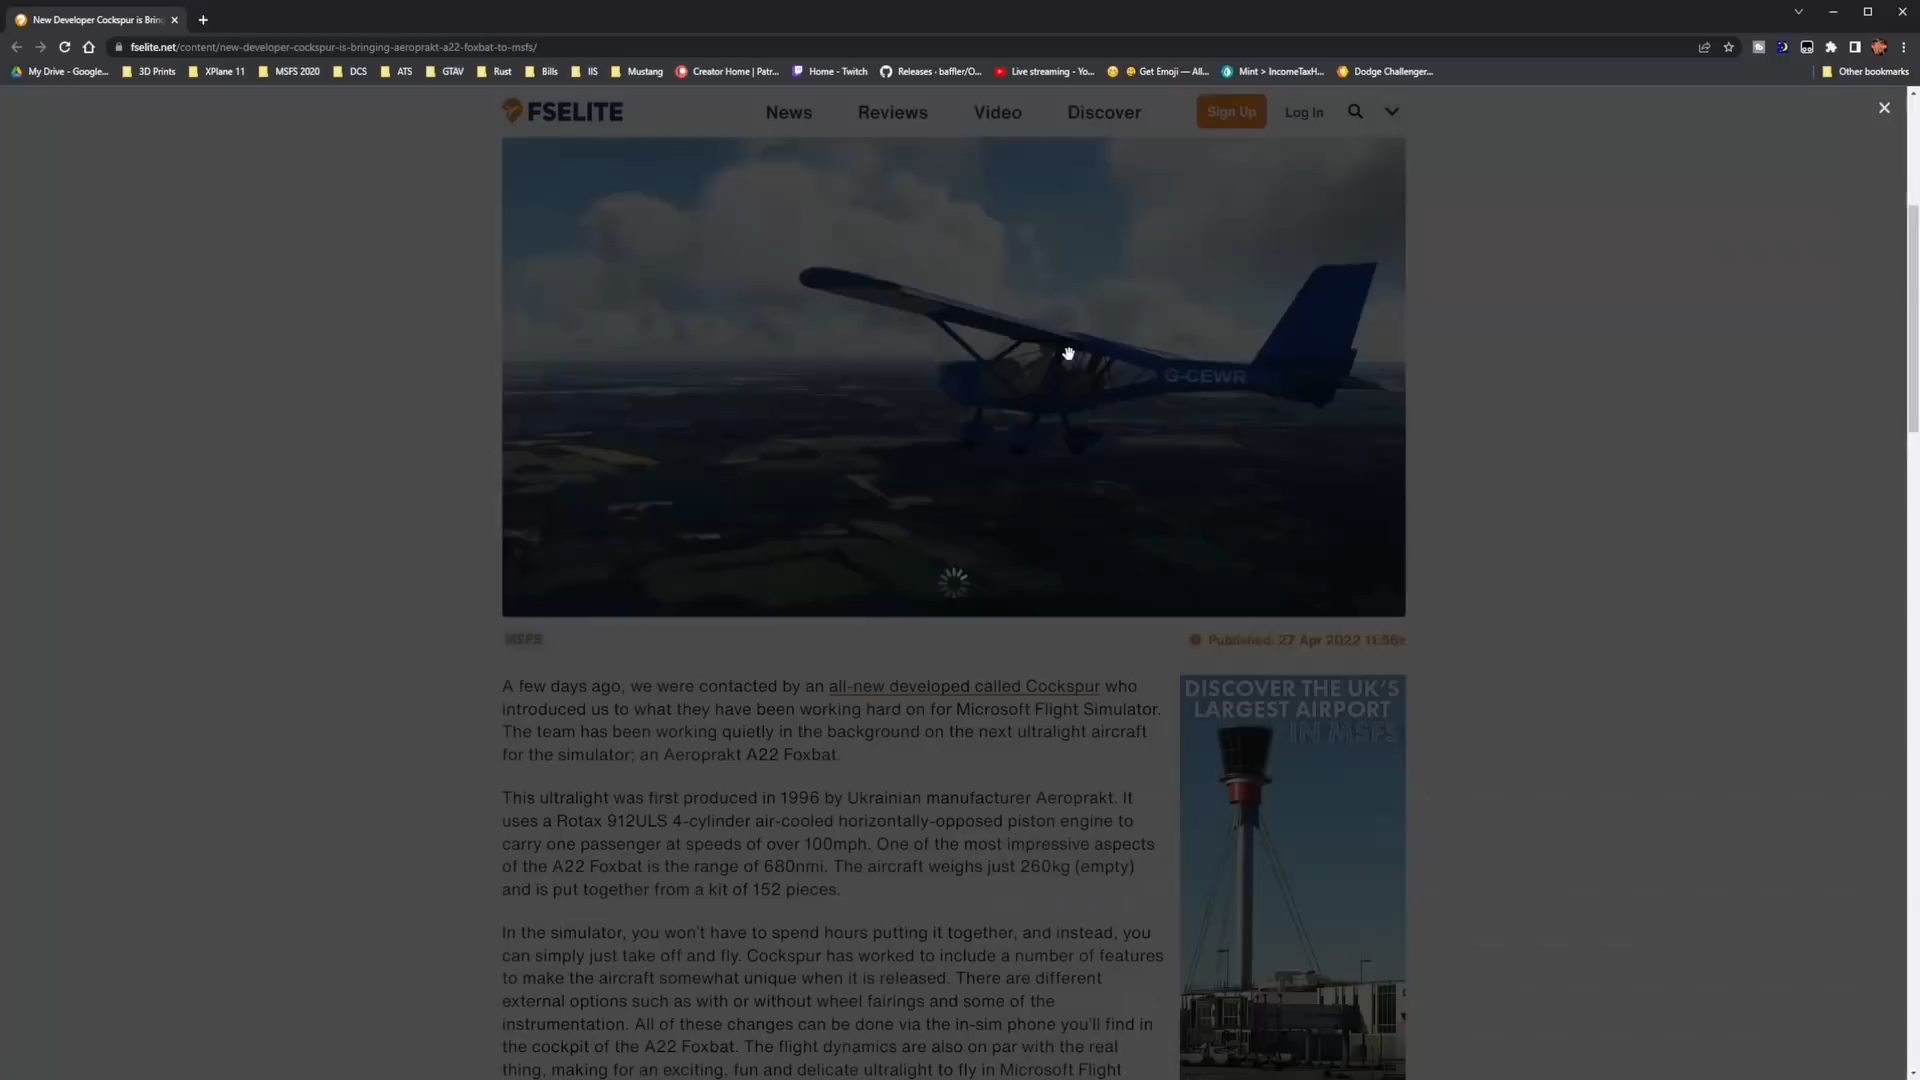 New Developer Cockspur is Brin
fselite.net/content/new-developer-cockspur-is-bringing-aeroprakt-a22-foxbat-to-msfs/
My Drive - Google... 3D Prints XPlane 11 MSFS 2020 DCS ATS GTAV Rust Bills IIS Mustang Creator Home | Patr... Home - Twitch Releases · baffler/O... Live streaming - Yo... Get Emoji — All... Mint > IncomeTaxH... Dodge Challenger... Other bookmarks
FSELITE News Reviews Video Discover Sign Up Log In
G-CEWR
MSFS Published: 27 Apr 2022 11:56z
A few days ago, we were contacted by an all-new developed called Cockspur who
introduced us to what they have been working hard on for Microsoft Flight Simulator.
The team has been working quietly in the background on the next ultralight aircraft
for the simulator; an Aeroprakt A22 Foxbat.
This ultralight was first produced in 1996 by Ukrainian manufacturer Aeroprakt. It
uses a Rotax 912ULS 4-cylinder air-cooled horizontally-opposed piston engine to
carry one passenger at speeds of over 100mph. One of the most impressive aspects
of the A22 Foxbat is the range of 680nmi. The aircraft weighs just 260kg (empty)
and is put together from a kit of 152 pieces.
In the simulator, you won't have to spend hours putting it together, and instead, you
can simply just take off and fly. Cockspur has worked to include a number of features
to make the aircraft somewhat unique when it is released. There are different
external options such as with or without wheel fairings and some of the
instrumentation. All of these changes can be done via the in-sim phone you'll find in
the cockpit of the A22 Foxbat. The flight dynamics are also on par with the real
thing, making for an exciting, fun and delicate ultralight to fly in Microsoft Flight
DISCOVER THE UK'S
LARGEST AIRPORT
IN MSFS